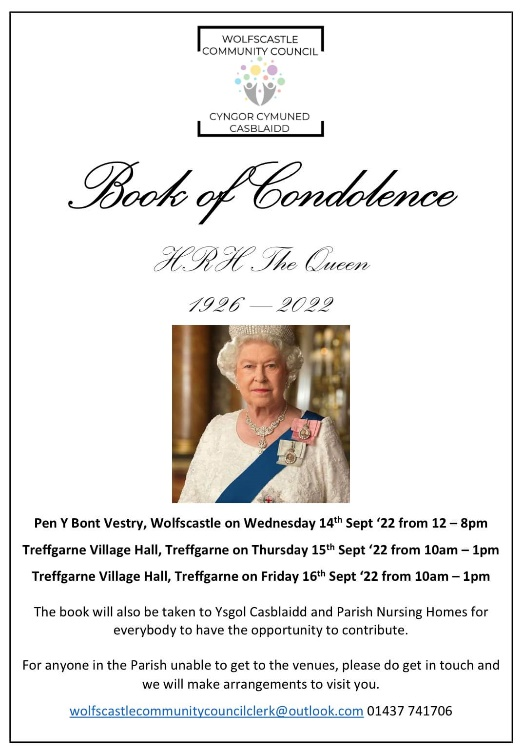 WOLFSCASTLE
COMMUNITY COUNCIL
CYNGOR CYMUNED
CASBLAIDD
Book of Condolence
HRH The Queen
1926 – 2022
Pen Y Bont Vestry, Wolfscastle on Wednesday 14th Sept ‘22 from 12 – 8pm
Treffgarne Village Hall, Treffgarne on Thursday 15th Sept ‘22 from 10am – 1pm
Treffgarne Village Hall, Treffgarne on Friday 16th Sept ‘22 from 10am – 1pm
The book will also be taken to Ysgol Casblaidd and Parish Nursing Homes for
everybody to have the opportunity to contribute.
For anyone in the Parish unable to get to the venues, please do get in touch and
we will make arrangements to visit you.
wolfscastlecommunitycouncilclerk@outlook.com 01437 741706